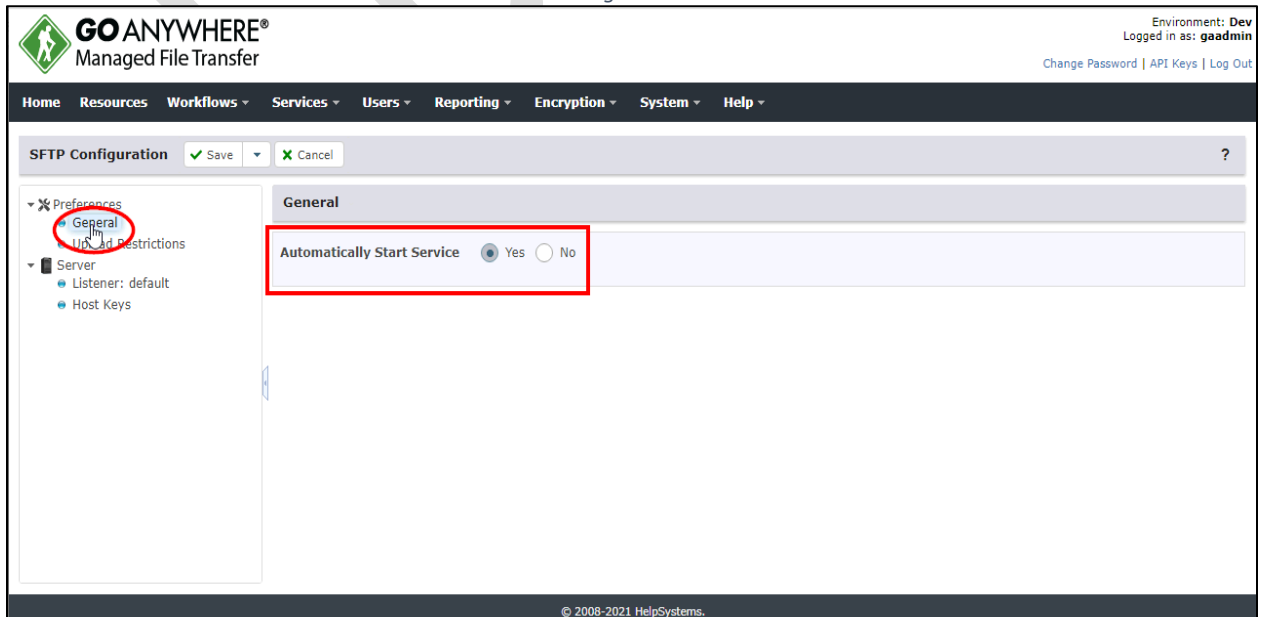 GO ANYWHERE®
Managed File Transfer
Environment: Dev
Logged in as: gaadmin
Change Password | API Keys | Log Out
Home Resources Workflows Services Users Reporting Encryption System Help
SFTP Configuration Save Cancel ?
Preferences
General
Upload Restrictions
Server
Listener: default
Host Keys
General
Automatically Start Service Yes No
© 2008-2021 HelpSystems.